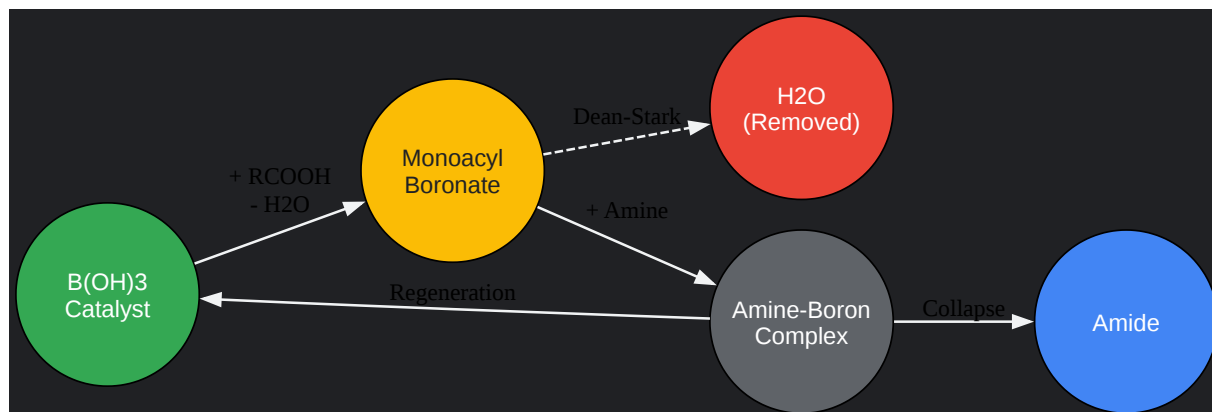 H2O
(Removed)
Dean-Stark
Monoacyl
Boronate
+ RCOOH
- H2O
+ Amine
B(OH)3
Catalyst
Regeneration
Amine-Boron
Complex
Collapse
Amide